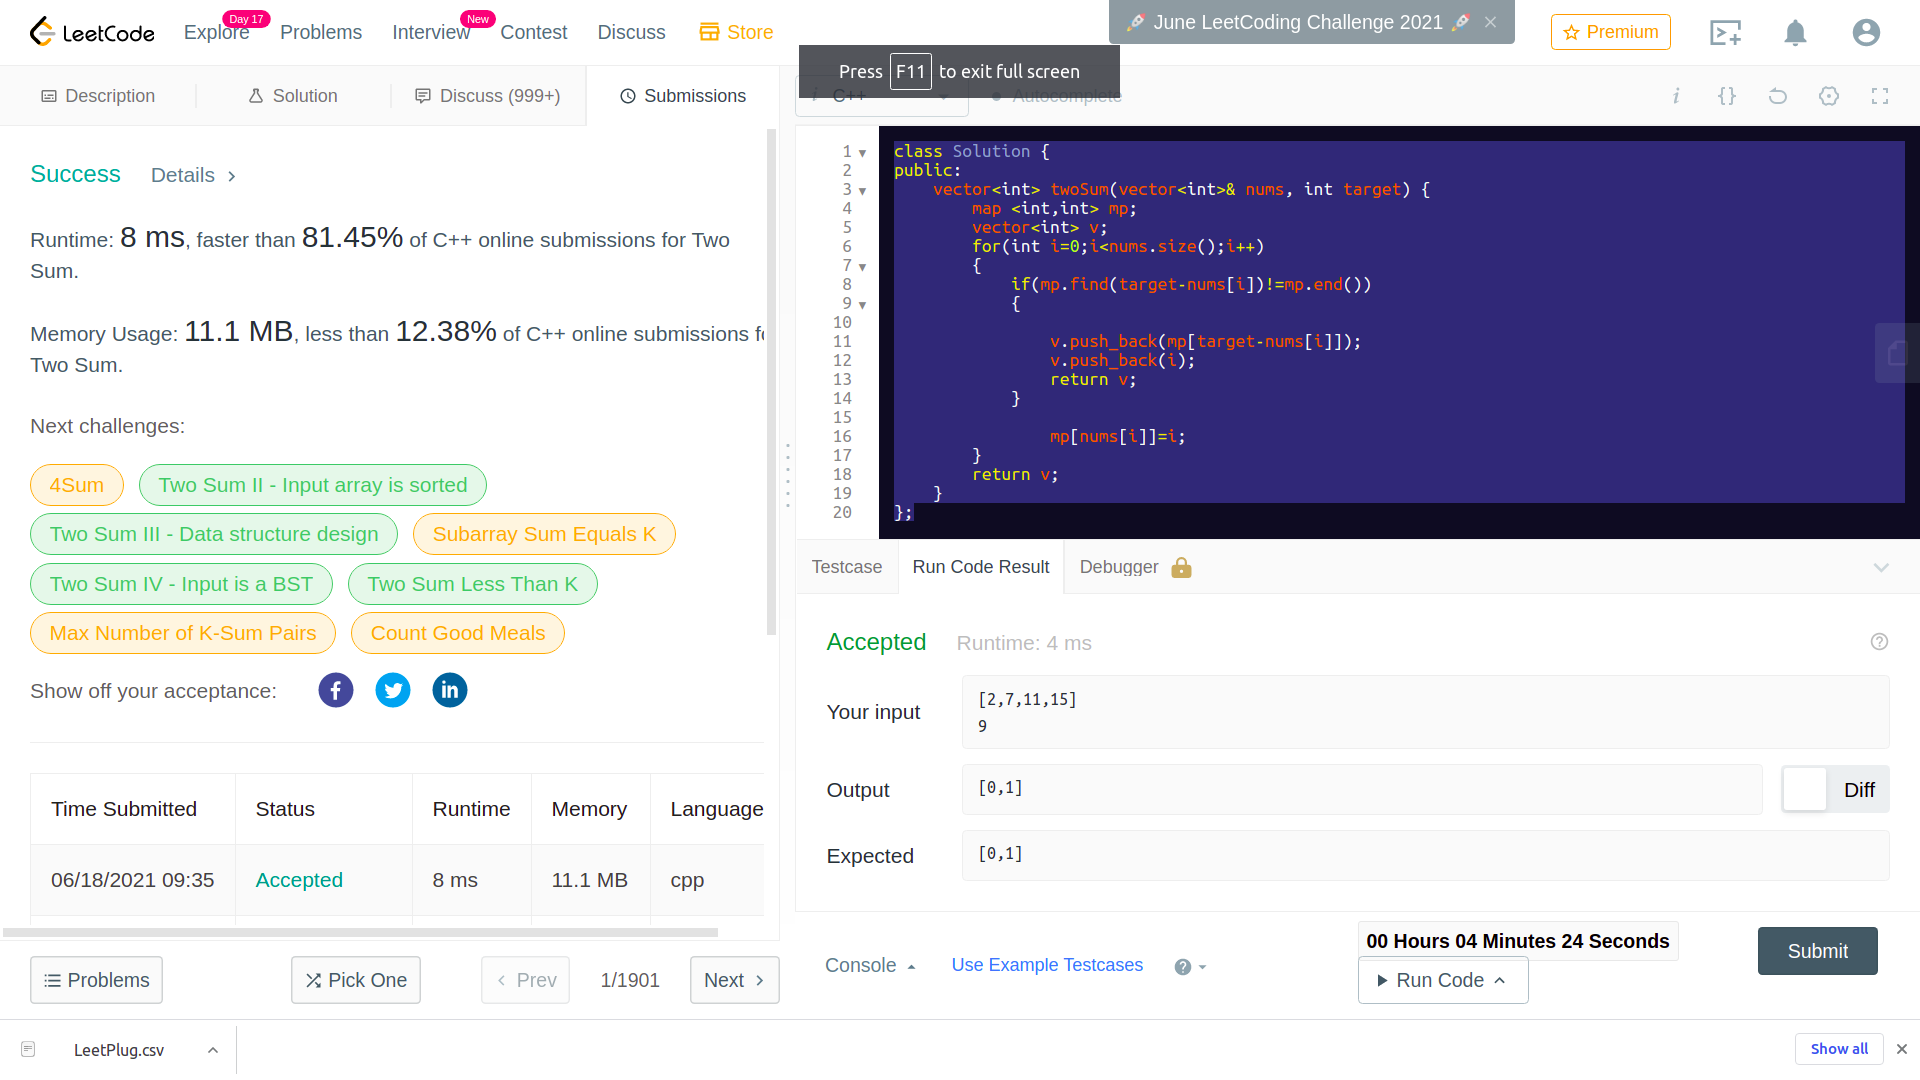 LeetCode
Explore
Day 17
Problems
Interview
New
Contest
Discuss
Store
June LeetCoding Challenge 2021
Premium
Press F11 to exit full screen
Description
Solution
Discuss (999+)
Submissions
i C++
Autocomplete
Success
Details
Runtime: 8 ms, faster than 81.45% of C++ online submissions for Two
Sum.
Memory Usage: 11.1 MB, less than 12.38% of C++ online submissions fo
Two Sum.
Next challenges:
4Sum
Two Sum II - Input array is sorted
Two Sum III - Data structure design
Subarray Sum Equals K
Two Sum IV - Input is a BST
Two Sum Less Than K
Max Number of K-Sum Pairs
Count Good Meals
Show off your acceptance:
Time Submitted
Status
Runtime
Memory
Language
06/18/2021 09:35
Accepted
8 ms
11.1 MB
cpp
Problems
Pick One
Prev
1/1901
Next
1 class Solution {
2 public:
3 vector<int> twoSum(vector<int>& nums, int target) {
4 map <int,int> mp;
5 vector<int> v;
6 for(int i=0;i<nums.size();i++)
7 {
8 if(mp.find(target-nums[i])!=mp.end())
9 {
10
11 v.push_back(mp[target-nums[i]]);
12 v.push_back(i);
13 return v;
14 }
15
16 mp[nums[i]]=i;
17 }
18 return v;
19 }
20 };
Testcase
Run Code Result
Debugger
Accepted
Runtime: 4 ms
Your input
[2,7,11,15]
9
Output
[0,1]
Diff
Expected
[0,1]
Console
Use Example Testcases
00 Hours 04 Minutes 24 Seconds
Run Code
Submit
LeetPlug.csv
Show all